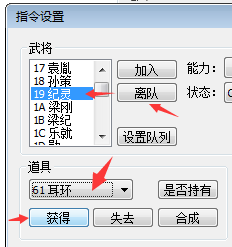 指令设置
武将
17 袁胤
18 孙策
19 纪灵
1A 梁刚
1B 梁纪
1C 乐就
加入
能力:
离队
状态:
设置队列
道具
61 耳环
是否持有
获得
失去
合成